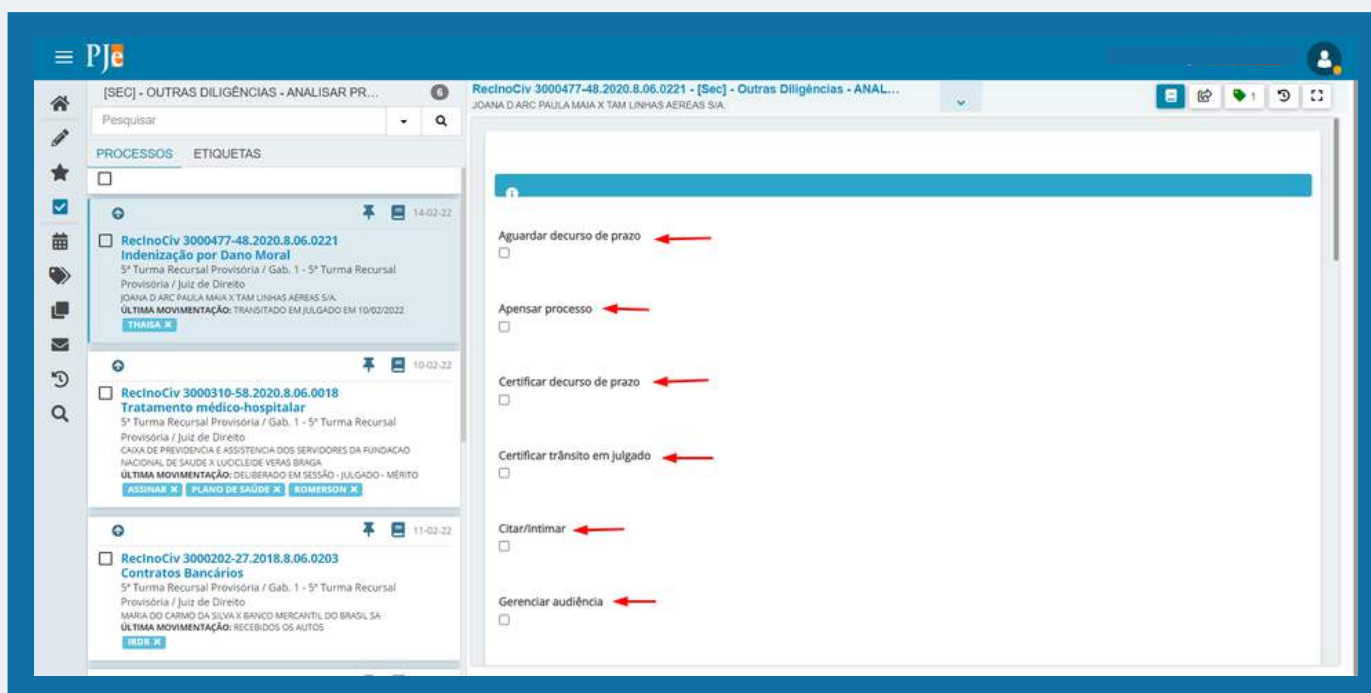 PJe
[SEC] - OUTRAS DILIGÊNCIAS - ANALISAR PR...
6
Pesquisar
PROCESSOS ETIQUETAS
14-02-22
RecInoCiv 3000477-48.2020.8.06.0221
Indenização por Dano Moral
5ª Turma Recursal Provisória / Gab. 1 - 5ª Turma Recursal
Provisória / Juiz de Direito
JOANA D ARC PAULA MAIA X TAM LINHAS AEREAS S/A.
ÚLTIMA MOVIMENTAÇÃO: TRANSITADO EM JULGADO EM 10/02/2022
THAISA X
10-02-22
RecInoCiv 3000310-58.2020.8.06.0018
Tratamento médico-hospitalar
5ª Turma Recursal Provisória / Gab. 1 - 5ª Turma Recursal
Provisória / Juiz de Direito
CAIXA DE PREVIDENCIA E ASSISTENCIA DOS SERVIDORES DA FUNDACAO
NACIONAL DE SAUDE X LUCICLEIDE VERAS BRAGA
ÚLTIMA MOVIMENTAÇÃO: DELIBERADO EM SESSÃO - JULGADO - MÉRITO
ASSINAR X PLANO DE SAÚDE X ROMERSON X
11-02-22
RecInoCiv 3000202-27.2018.8.06.0203
Contratos Bancários
5ª Turma Recursal Provisória / Gab. 1 - 5ª Turma Recursal
Provisória / Juiz de Direito
MARIA DO CARMO DA SILVA X BANCO MERCANTIL DO BRASIL SA
ÚLTIMA MOVIMENTAÇÃO: RECEBIDOS OS AUTOS
IRDR X
RecInoCiv 3000477-48.2020.8.06.0221 - [Sec] - Outras Diligências - ANAL...
JOANA D ARC PAULA MAIA X TAM LINHAS AEREAS S/A.
1
Aguardar decurso de prazo
Apensar processo
Certificar decurso de prazo
Certificar trânsito em julgado
Citar/Intimar
Gerenciar audiência